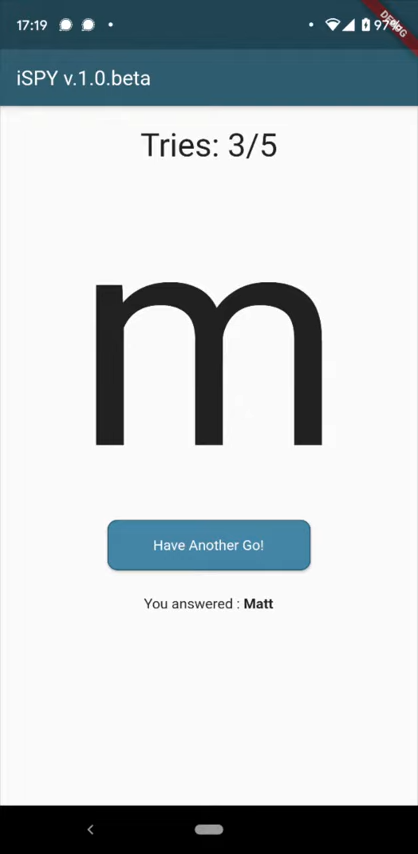 17:19
97%
DEBUG
iSPY v.1.0.beta
Tries: 3/5
m
Have Another Go!
You answered : Matt